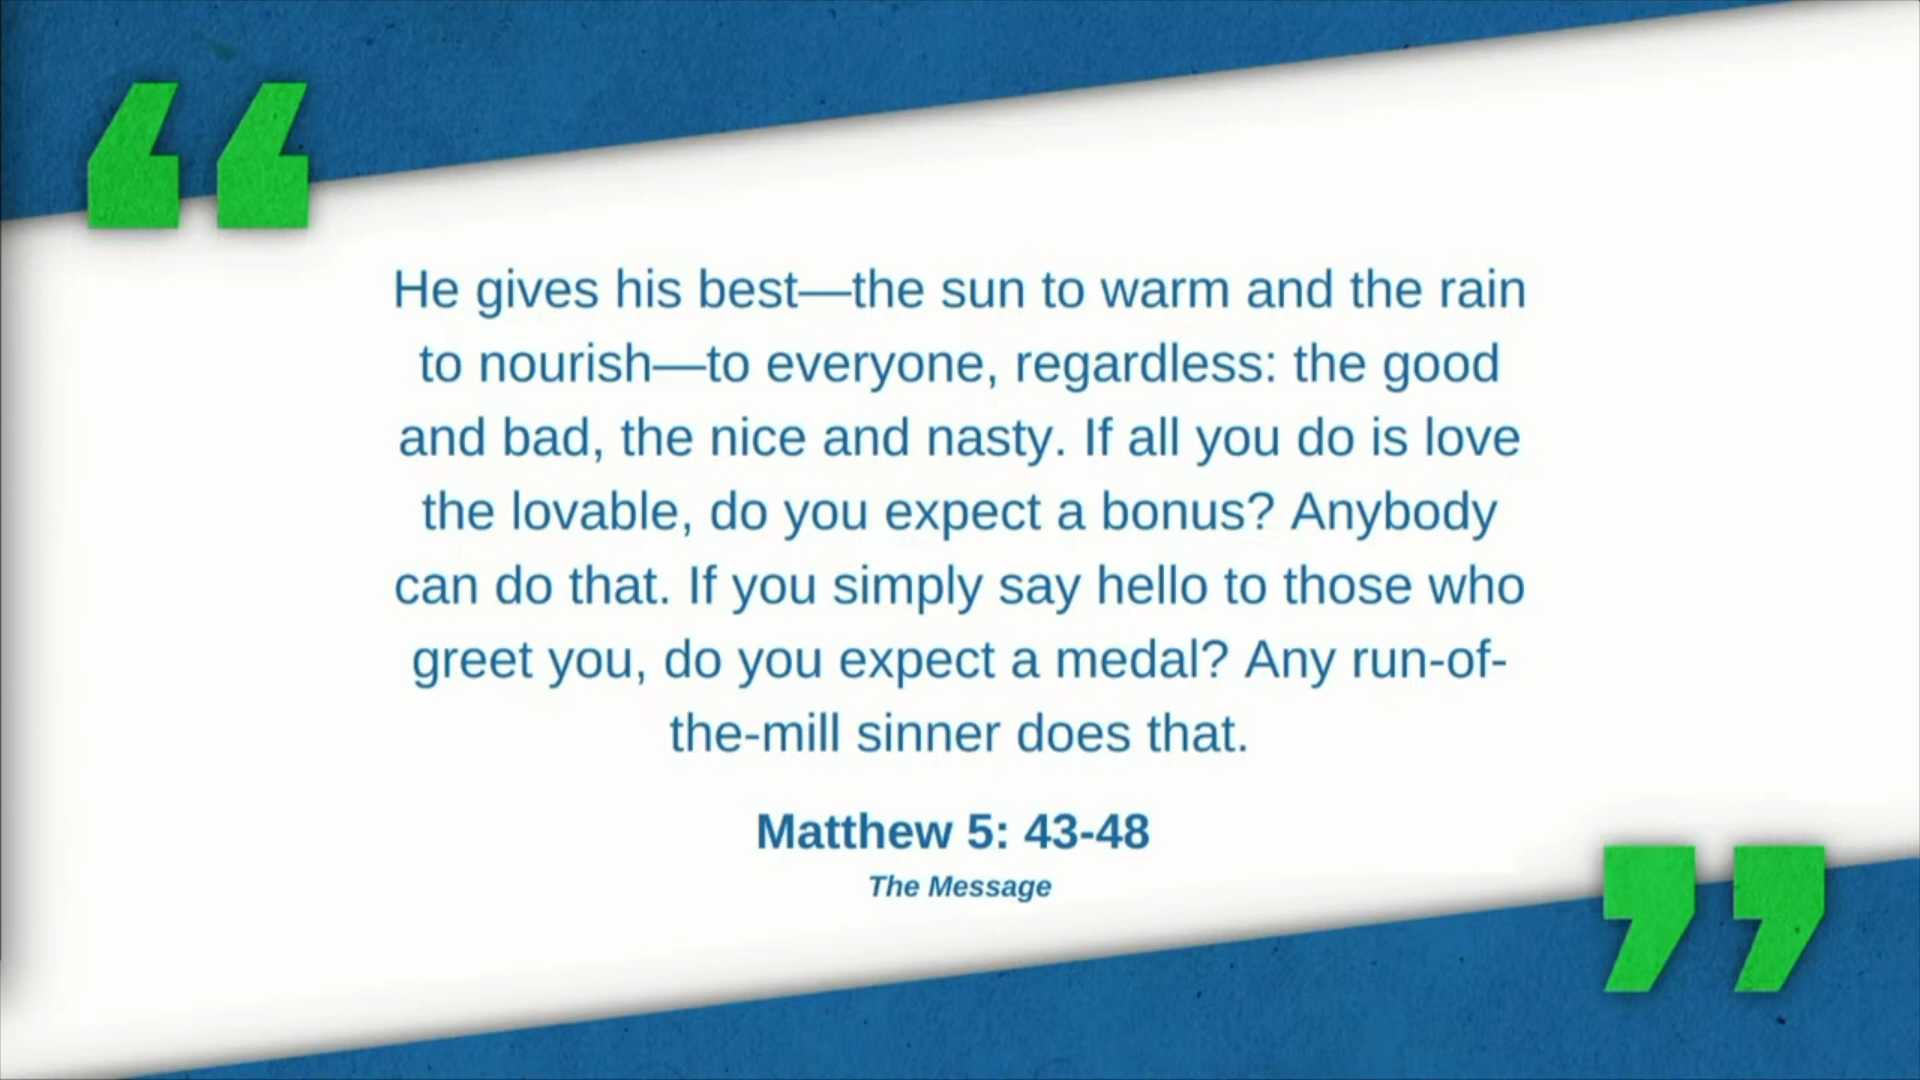 He gives his best—the sun to warm and the rain
to nourish—to everyone, regardless: the good
and bad, the nice and nasty. If all you do is love
the lovable, do you expect a bonus? Anybody
can do that. If you simply say hello to those who
greet you, do you expect a medal? Any run-of-
the-mill sinner does that.
Matthew 5: 43-48
The Message